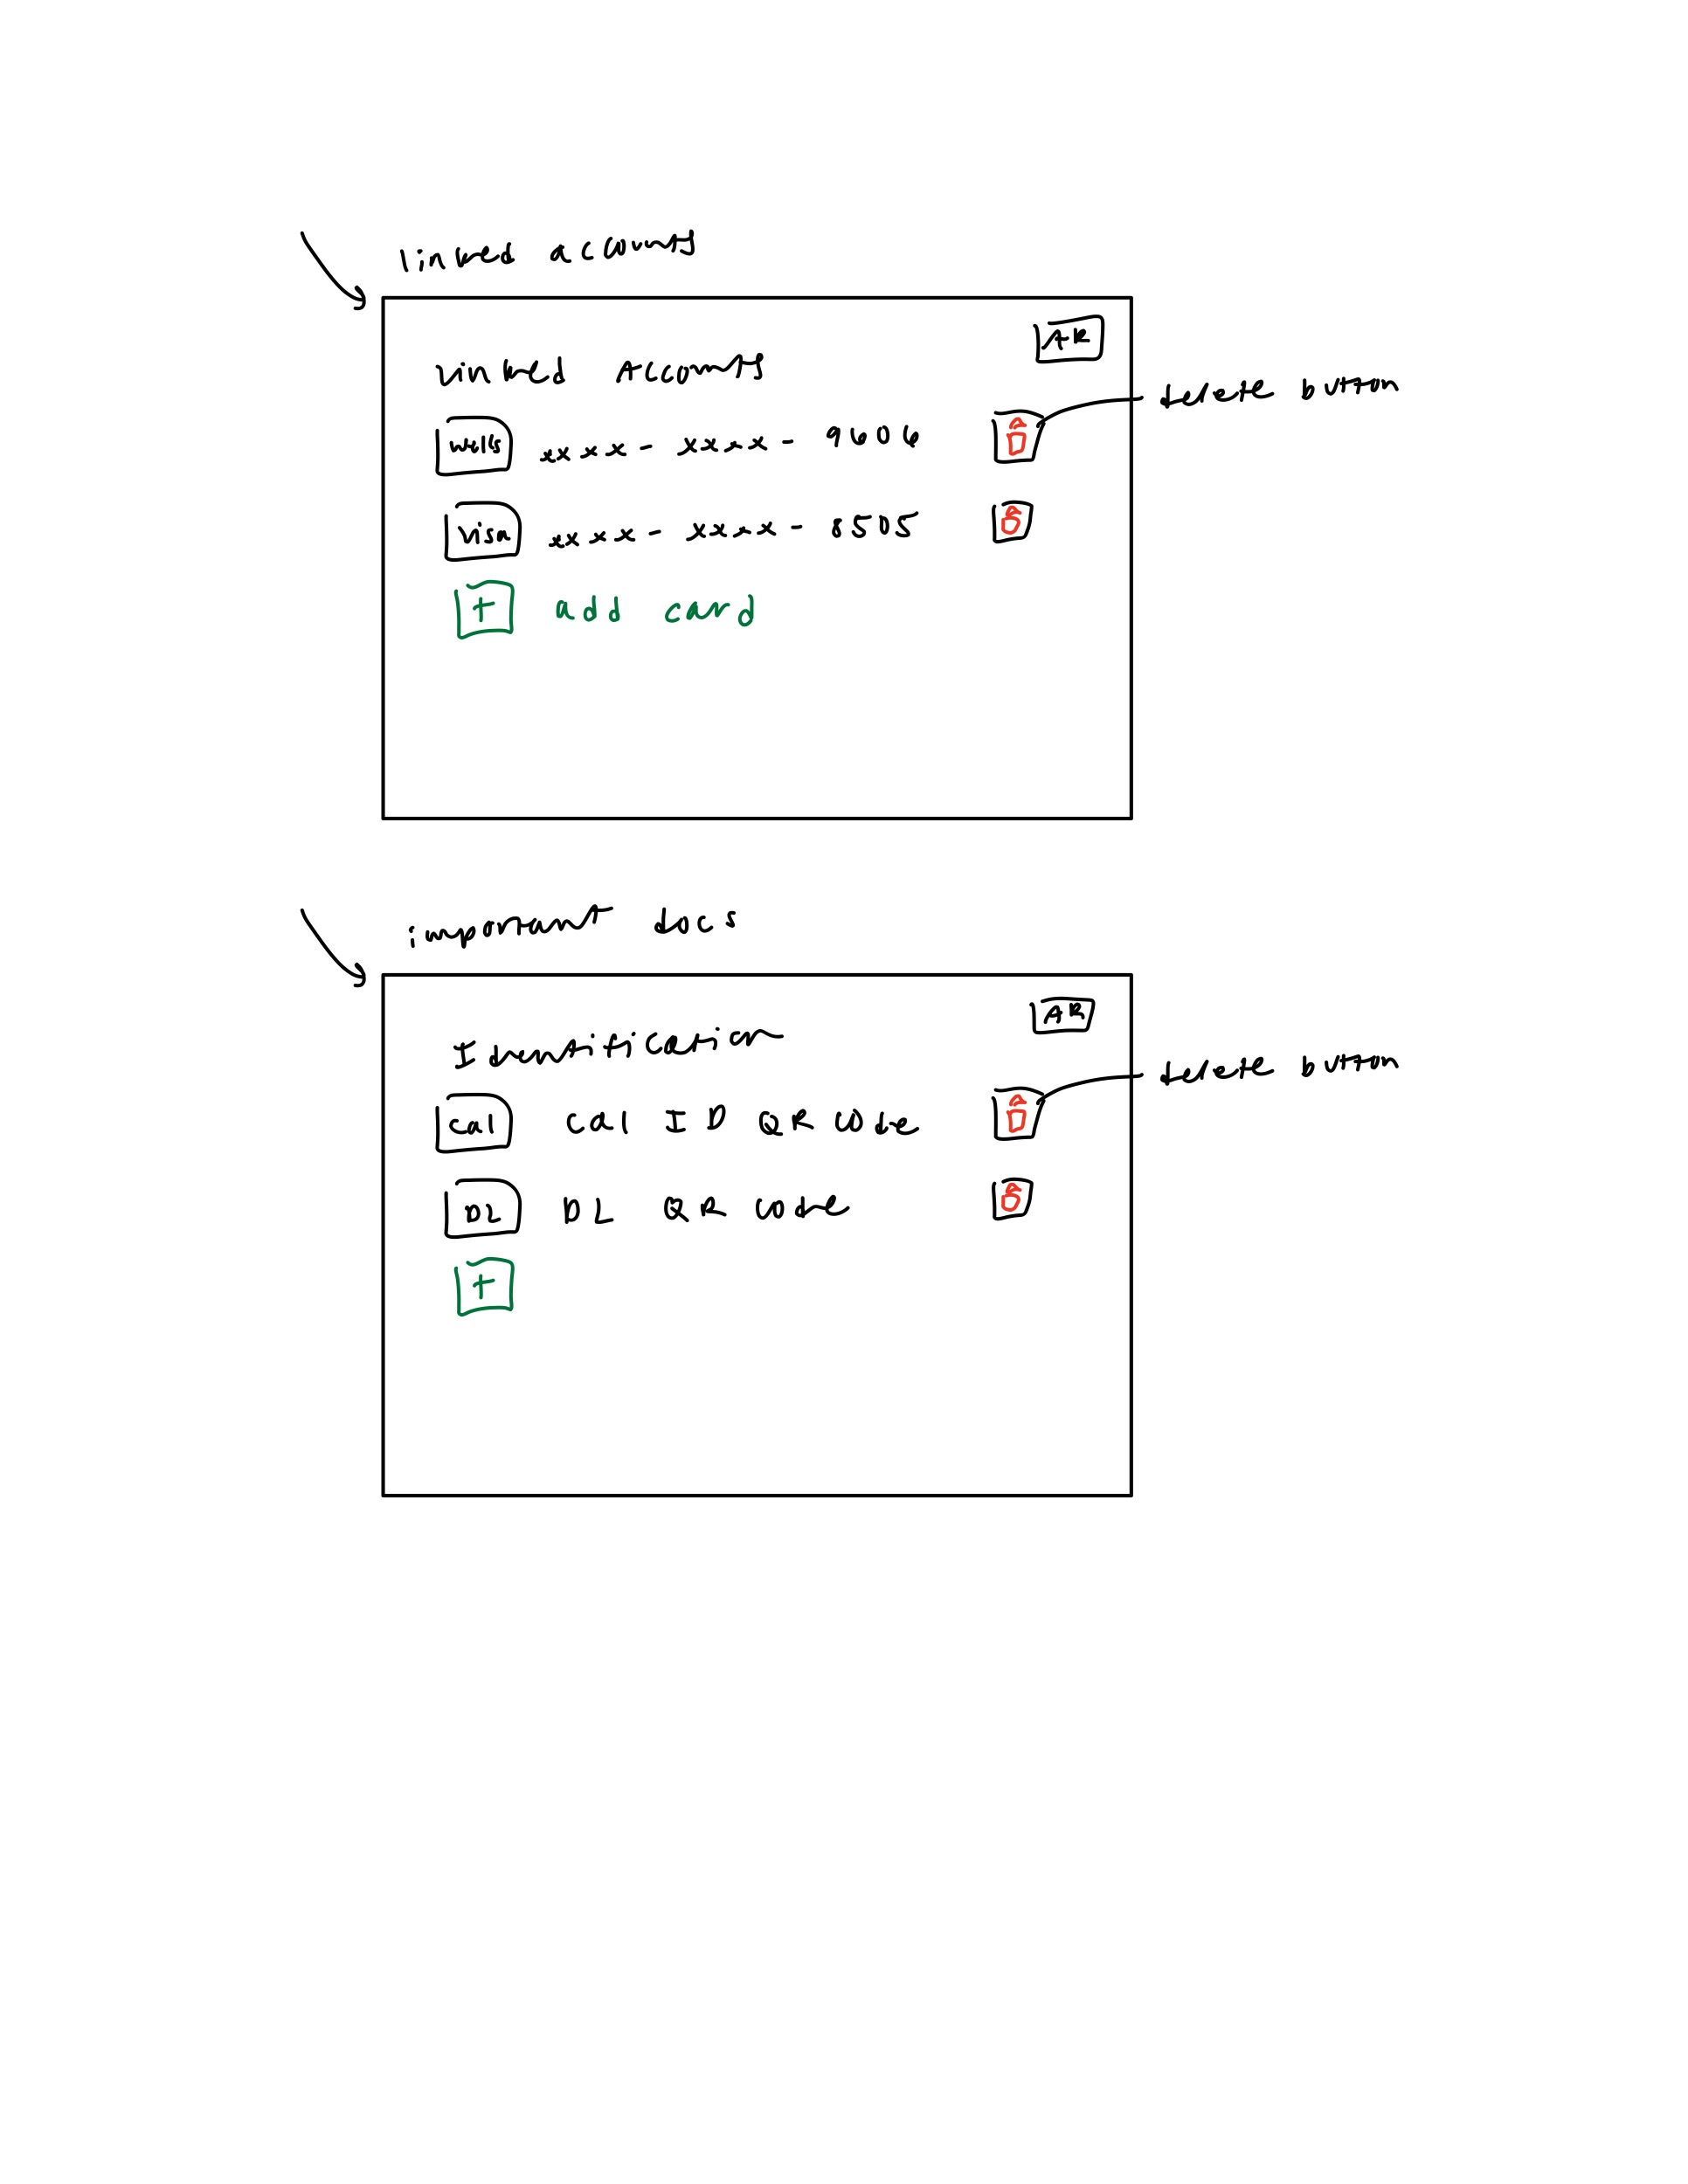 linked accounts
AR
vinked Accounts
delete button
wells xxxx - xxxx - 9606
visa xxxx - xxxx - 8505
+ add card
important docs
AR
Identification
delete button
cal cal ID QR code
DL DL QR code
+